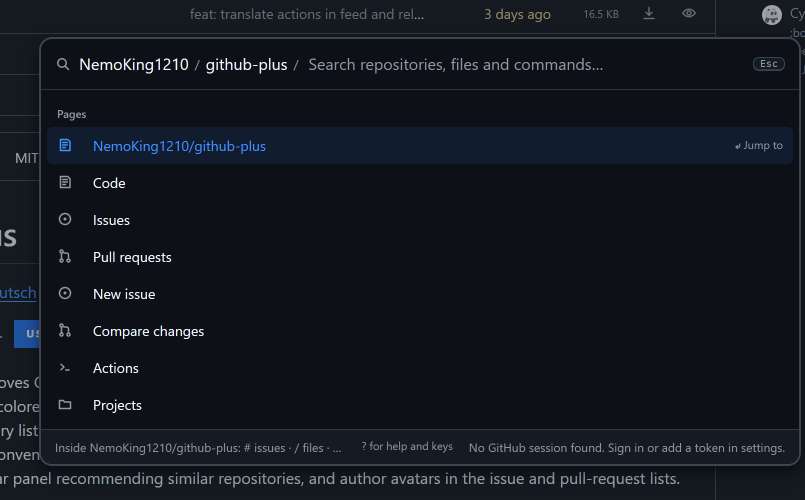 feat: translate actions in feed and rel... 3 days ago 16.5 KB Cy
NemoKing1210 / github-plus / Search repositories, files and commands... Esc
Pages
NemoKing1210/github-plus Jump to
Code
MIT
Issues
Pull requests
New issue
utsch
Compare changes
Actions
oves
colore
Projects
ry list
Inside NemoKing1210/github-plus: # issues · / files · ... ? for help and keys No GitHub session found. Sign in or add a token in settings.
onven
ar panel recommending similar repositories, and author avatars in the issue and pull-request lists.